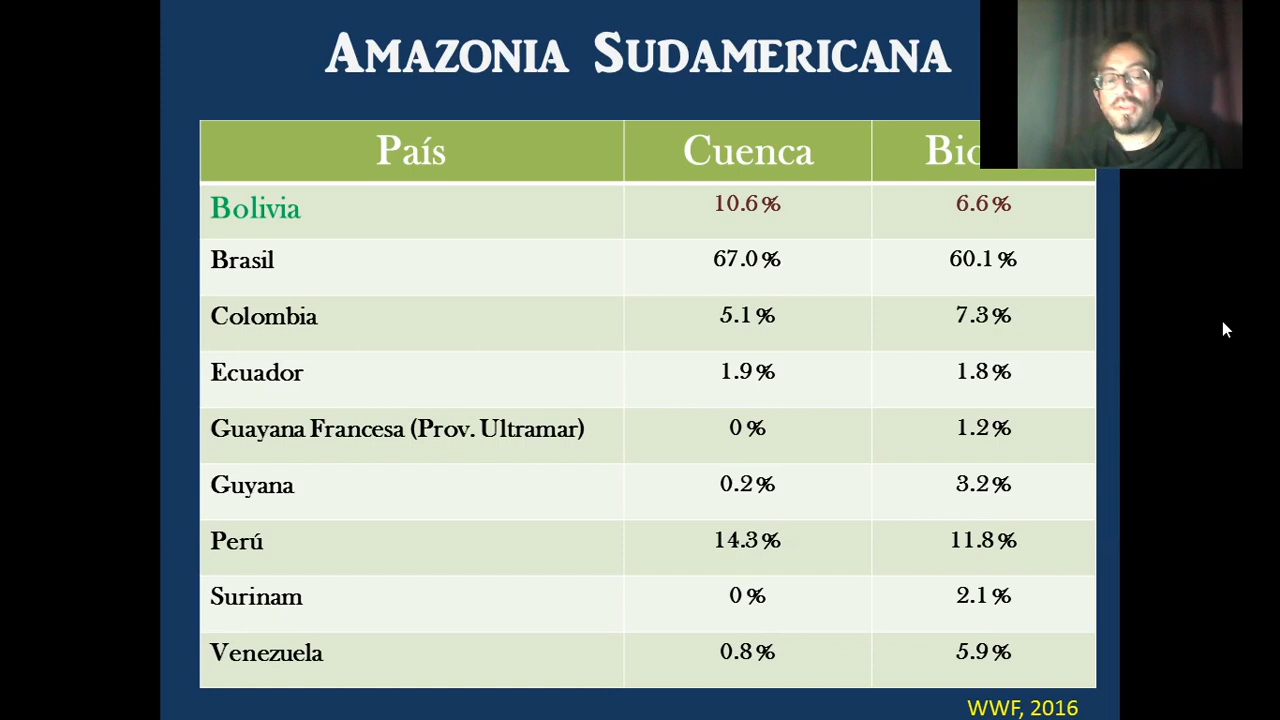 AMAZONIA SUDAMERICANA
País Cuenca
Bolivia 10.6% 6.6%
Brasil 67.0% 60.1%
Colombia 5.1% 7.3%
Ecuador 1.9% 1.8%
Guayana Francesa (Prov. Ultramar) 0% 1.2%
Guyana 0.2% 3.2%
Perú 14.3% 11.8%
Surinam 0% 2.1%
Venezuela 0.8% 5.9%
WWF, 2016